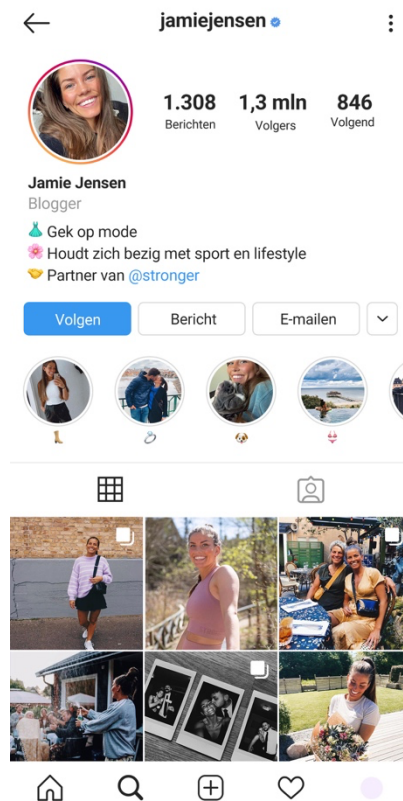 jamiejensen
1.308 1,3 mln 846
Berichten Volgers Volgend
Jamie Jensen
Blogger
👗 Gek op mode
🌸 Houdt zich bezig met sport en lifestyle
🤝 Partner van @stronger
Volgen Bericht E-mailen